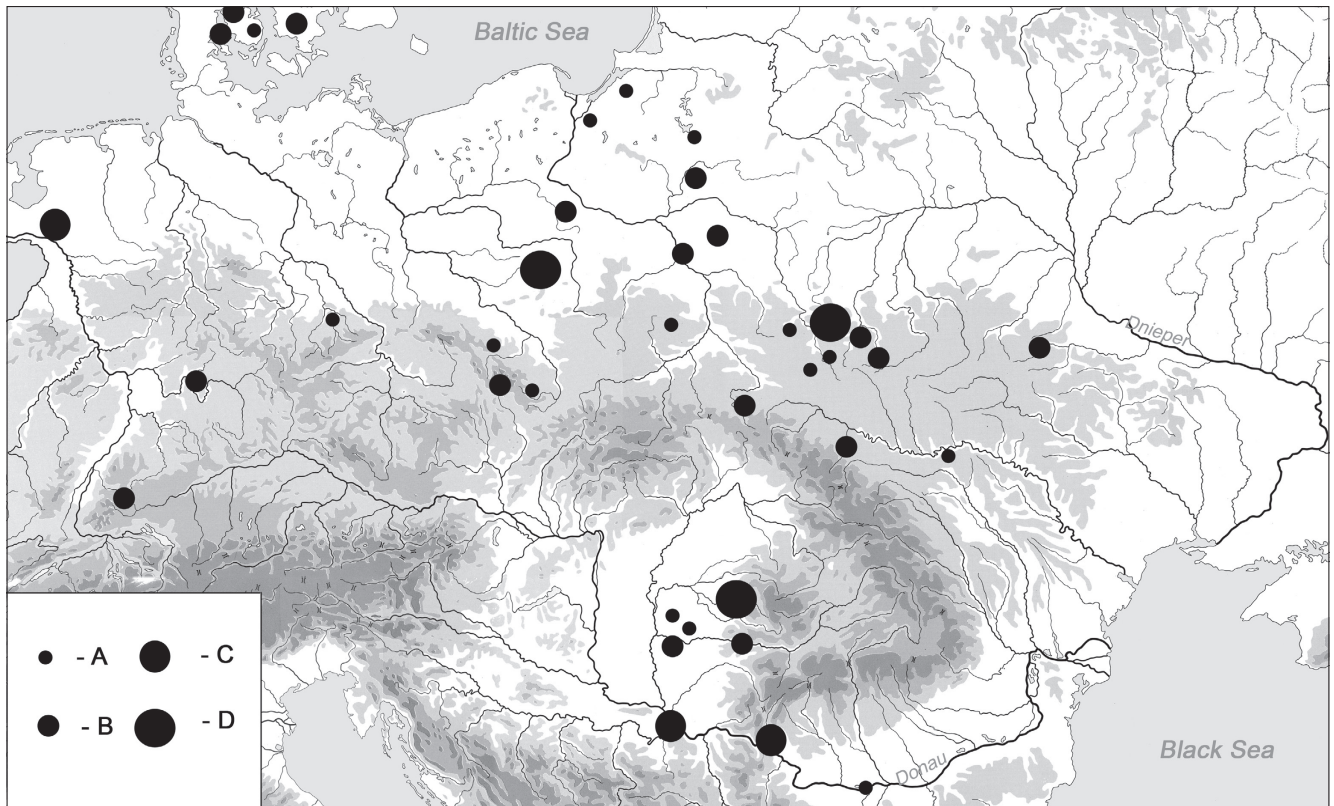 Baltic Sea
Dnieper
- A
- C
- B
- D
Donau
Black Sea